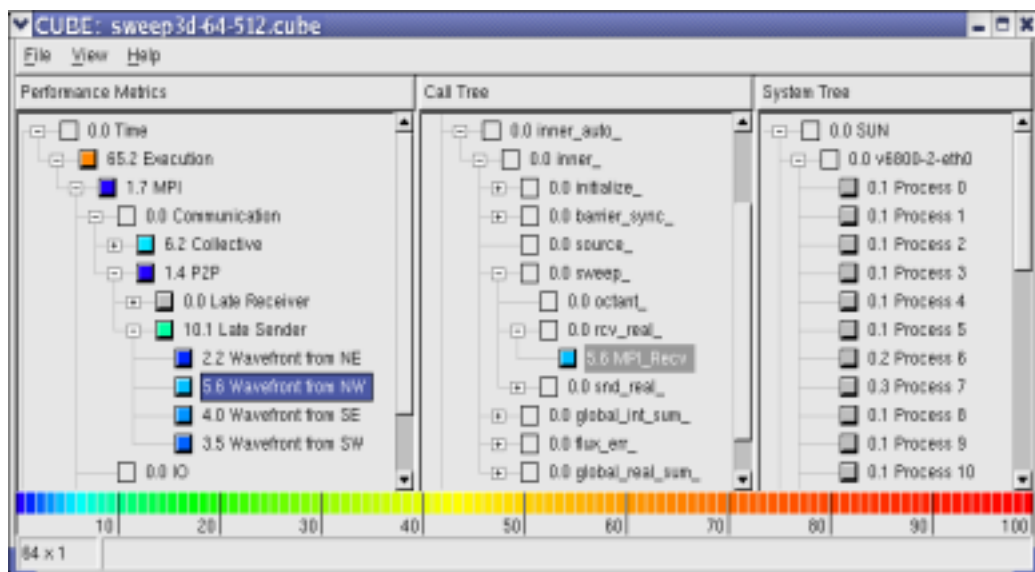 CUBE: sweep3d-64-512.cube
File View Help
Performance Metrics
0.0 Time
65.2 Execution
1.7 MPI
0.0 Communication
6.2 Collective
1.4 P2P
0.0 Late Receiver
10.1 Late Sender
2.2 Wavefront from NE
5.6 Wavefront from NW
4.0 Wavefront from SE
3.5 Wavefront from SW
0.0 IO
Call Tree
0.0 inner_auto_
0.0 inner_
0.0 initialize_
0.0 barrier_sync_
0.0 source_
0.0 sweep_
0.0 octant_
0.0 rcv_real_
5.6 MPI_Recv
0.0 snd_real_
0.0 global_int_sum_
0.0 flux_err_
0.0 global_real_sum_
System Tree
0.0 SUN
0.0 v6800-2-eth0
0.1 Process 0
0.1 Process 1
0.1 Process 2
0.1 Process 3
0.1 Process 4
0.1 Process 5
0.2 Process 6
0.3 Process 7
0.1 Process 8
0.1 Process 9
0.1 Process 10
10 20 30 40 50 60 70 80 90 100
64 x 1